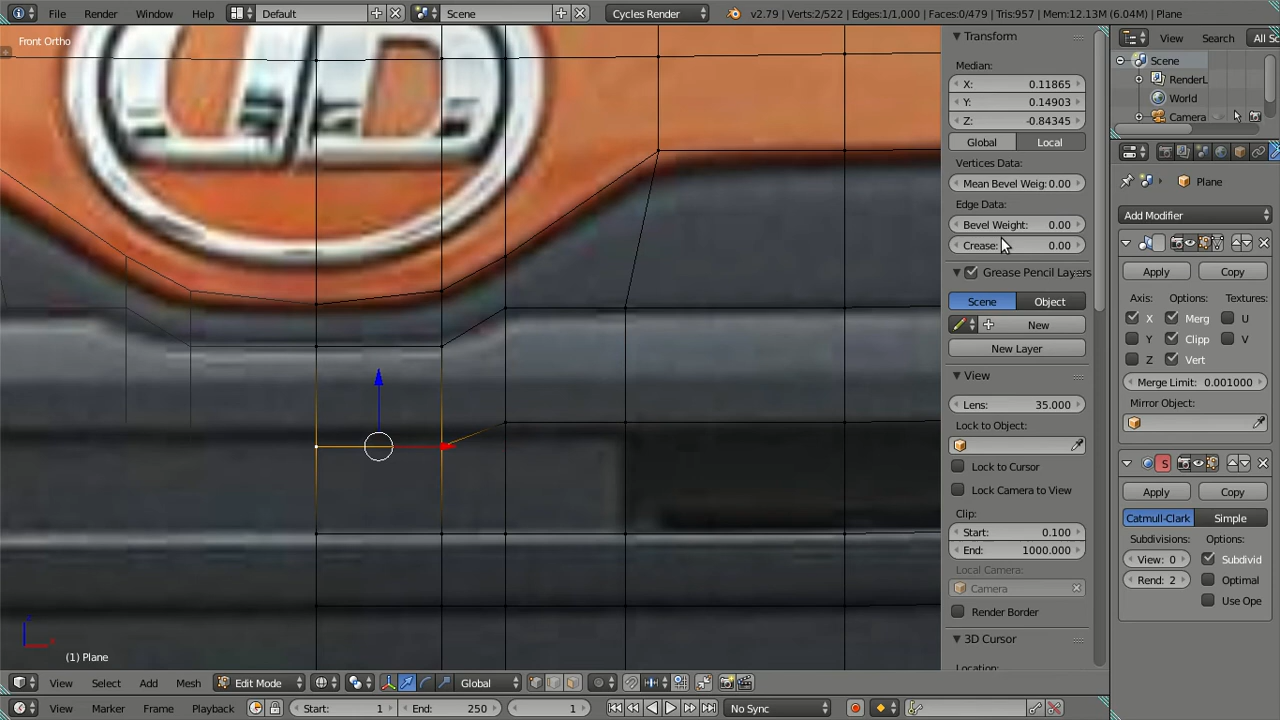 File Render Window Help Default Scene Cycles Render v2.79 | Verts:2/522 | Edges:1/1,000 | Faces:0/479 | Tris:957 | Mem:12.13M (6.04M) | Plane
Front Ortho
UD
(1) Plane
Transform
Median:
X: 0.11865
Y: 0.14903
Z: -0.84345
Global Local
Vertices Data:
Mean Bevel Weig: 0.00
Edge Data:
Bevel Weight: 0.00
Crease: 0.00
Grease Pencil Layers
Scene Object
New
New Layer
View
Lens: 35.000
Lock to Object:
Lock to Cursor
Lock Camera to View
Clip:
Start: 0.100
End: 1000.000
Local Camera:
Camera
Render Border
3D Cursor
Location:
View Search All Sc
Scene
RenderL
World
Camera
Plane
Add Modifier
Apply Copy
Axis: Options: Textures:
X Merg U
Y Clipp V
Z Vert
Merge Limit: 0.001000
Mirror Object:
S
Apply Copy
Catmull-Clark Simple
Subdivisions: Options:
View: 0 Subdivid
Rend: 2 Optimal
Use Ope
View Select Add Mesh Edit Mode Global
View Marker Frame Playback Start: 1 End: 250 1 No Sync